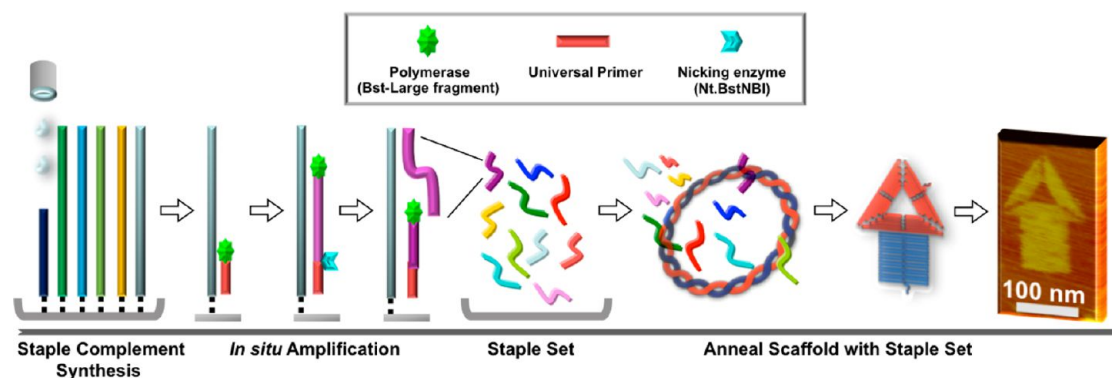 Polymerase
(Bst-Large fragment)
Universal Primer
Nicking enzyme
(Nt.BstNBI)
100 nm
Staple Complement
Synthesis
In situ Amplification
Staple Set
Anneal Scaffold with Staple Set